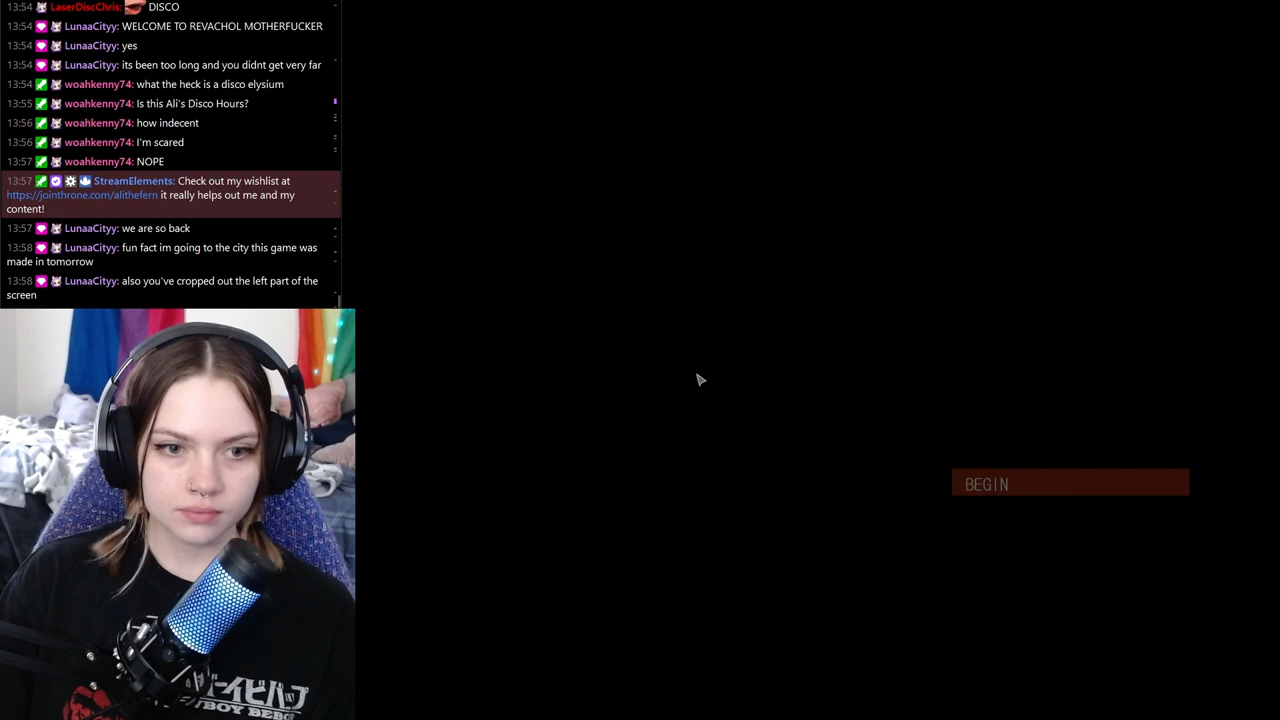 13:54 LaserDiscChris: DISCO
13:54 LunaaCityy: WELCOME TO REVACHOL MOTHERFUCKER
13:54 LunaaCityy: yes
13:54 LunaaCityy: its been too long and you didnt get very far
13:54 woahkenny74: what the heck is a disco elysium
13:55 woahkenny74: Is this Ali's Disco Hours?
13:56 woahkenny74: how indecent
13:56 woahkenny74: I'm scared
13:57 woahkenny74: NOPE
13:57 StreamElements: Check out my wishlist at
https://jointhrone.com/alithefern it really helps out me and my
content!
13:57 LunaaCityy: we are so back
13:58 LunaaCityy: fun fact im going to the city this game was
made in tomorrow
13:58 LunaaCityy: also you've cropped out the left part of the
screen
BEGIN